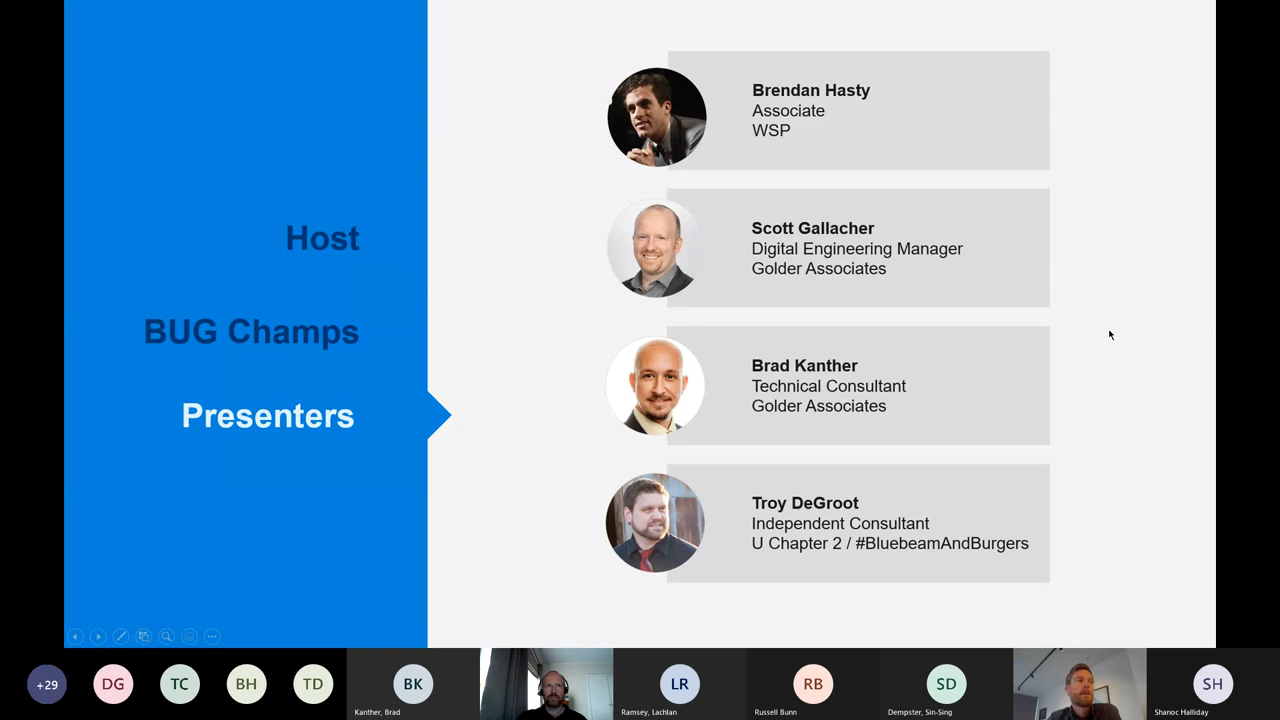 Host
BUG Champs
Presenters
Brendan Hasty
Associate
WSP
Scott Gallacher
Digital Engineering Manager
Golder Associates
Brad Kanther
Technical Consultant
Golder Associates
Troy DeGroot
Independent Consultant
U Chapter 2 / #BluebeamAndBurgers
+29
DG
TC
BH
TD
BK
Kanther, Brad
LR
Ramsey, Lachlan
RB
Russell Bunn
SD
Dempster, Sin-Sing
SH
Shanoc Halliday